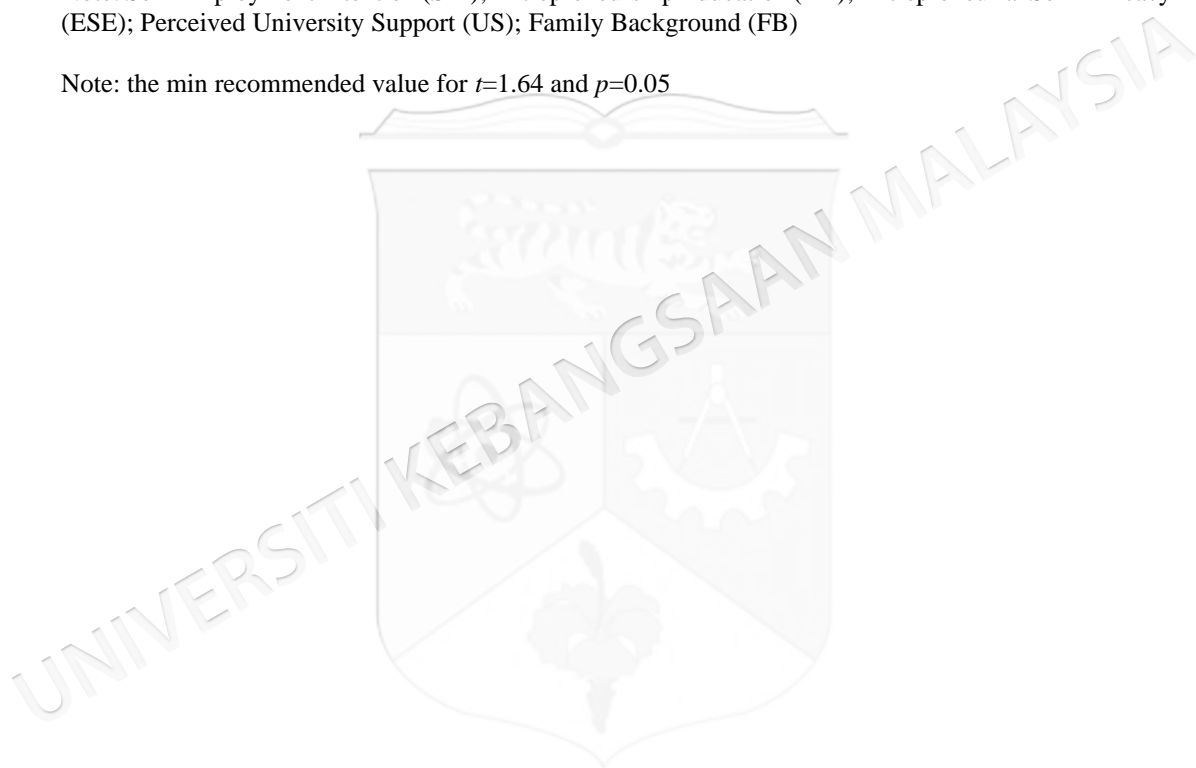 (ESE); Perceived University Support (US); Family Background (FB)
Note: the min recommended value for t=1.64 and p=0.05
UNIVERSITI KEBANGSAAN MALAYSIA